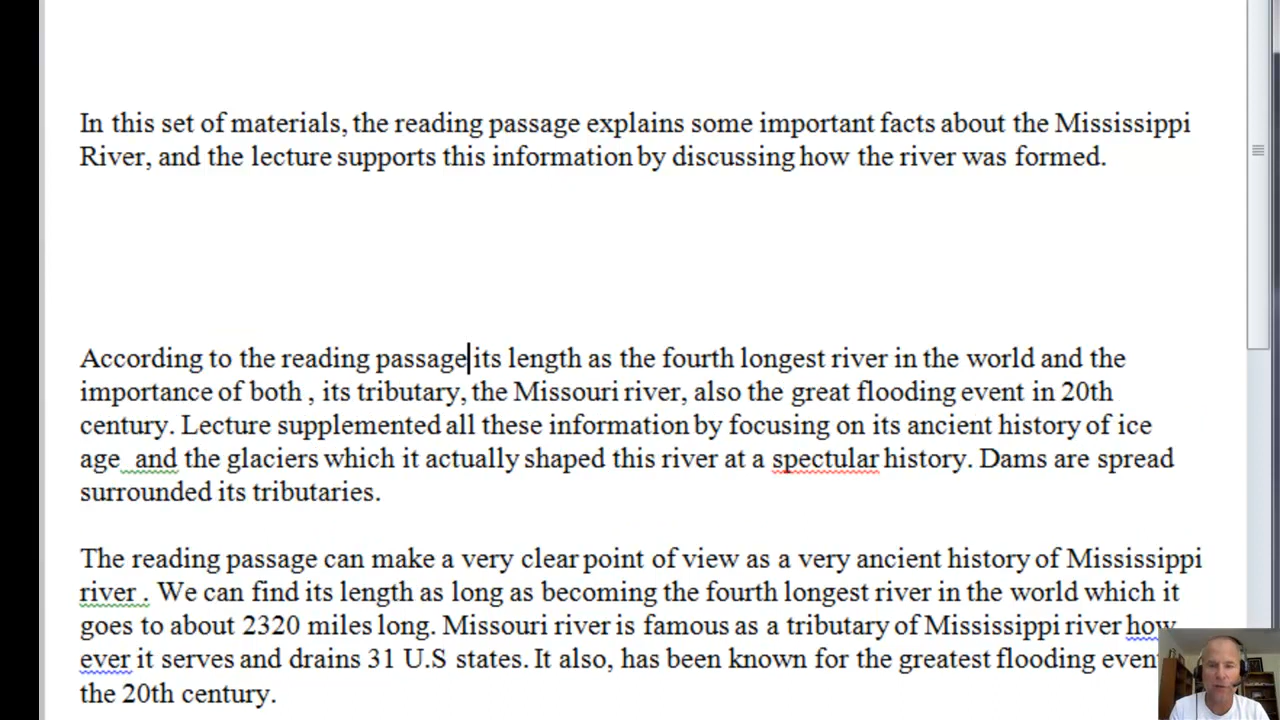 In this set of materials, the reading passage explains some important facts about the Mississippi
River, and the lecture supports this information by discussing how the river was formed.
According to the reading passage its length as the fourth longest river in the world and the
importance of both , its tributary, the Missouri river, also the great flooding event in 20th
century. Lecture supplemented all these information by focusing on its ancient history of ice
age  and the glaciers which it actually shaped this river at a spectular history. Dams are spread
surrounded its tributaries.
The reading passage can make a very clear point of view as a very ancient history of Mississippi
river . We can find its length as long as becoming the fourth longest river in the world which it
goes to about 2320 miles long. Missouri river is famous as a tributary of Mississippi river how
ever it serves and drains 31 U.S states. It also, has been known for the greatest flooding even
the 20th century.